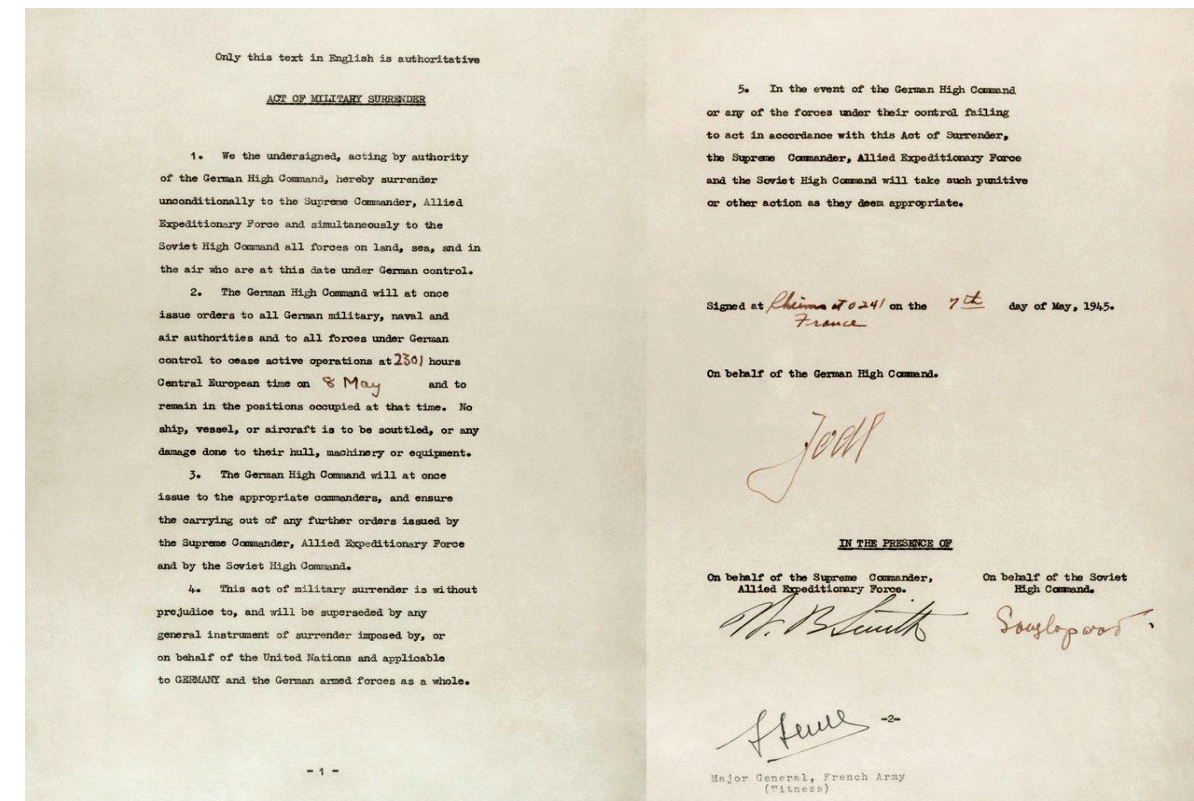 Only this text in English is authoritative
ACT OF MILITARY SURRENDER
1. We the undersigned, acting by authority
of the German High Command, hereby surrender
unconditionally to the Supreme Commander, Allied
Expeditionary Force and simultaneously to the
Soviet High Command all forces on land, sea, and in
the air who are at this date under German control.
2. The German High Command will at once
issue orders to all German military, naval and
air authorities and to all forces under German
control to cease active operations at 2301 hours
Central European time on 8 May and to
remain in the positions occupied at that time. No
ship, vessel, or aircraft is to be scuttled, or any
damage done to their hull, machinery or equipment.
3. The German High Command will at once
issue to the appropriate commanders, and ensure
the carrying out of any further orders issued by
the Supreme Commander, Allied Expeditionary Force
and by the Soviet High Command.
4. This act of military surrender is without
prejudice to, and will be superseded by any
general instrument of surrender imposed by, or
on behalf of the United Nations and applicable
to GERMANY and the German armed forces as a whole.
- 1 -
5. In the event of the German High Command
or any of the forces under their control failing
to act in accordance with this Act of Surrender,
the Supreme Commander, Allied Expeditionary Force
and the Soviet High Command will take such punitive
or other action as they deem appropriate.
Signed at Rheims at 0241 on the 7th day of May, 1945.
France
On behalf of the German High Command.
Jodl
IN THE PRESENCE OF
On behalf of the Supreme Commander,
Allied Expeditionary Force.
W. B. Smith
On behalf of the Soviet
High Command.
-2-
Major General, French Army
(Witness)